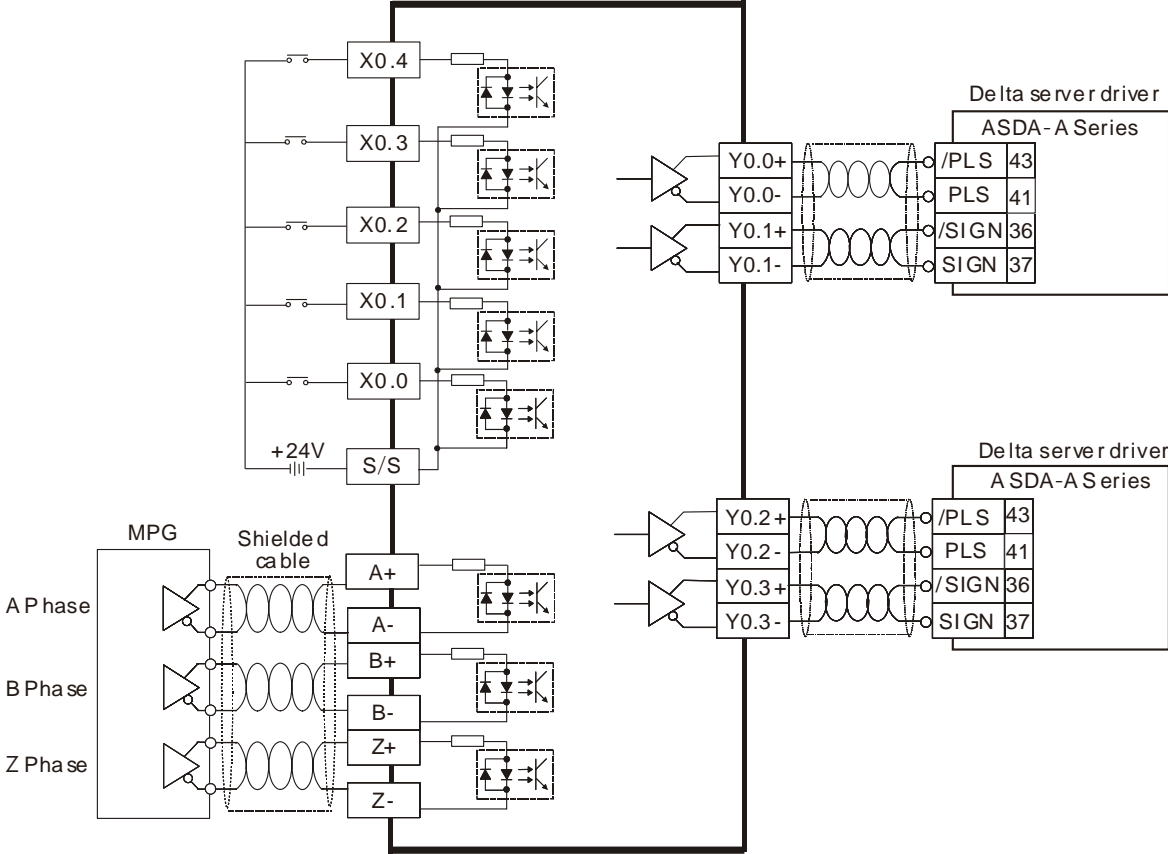 X0.4
X0.3
X0.2
X0.1
X0.0
+24V
S/S
MPG
Shielded
cable
A Phase
B Phase
Z Phase
A+
A-
B+
B-
Z+
Z-
Delta server driver
ASDA-A Series
Y0.0+
Y0.0-
Y0.1+
Y0.1-
/PLS 43
PLS 41
/SIGN 36
SIGN 37
Delta server driver
ASDA-A Series
Y0.2+
Y0.2-
Y0.3+
Y0.3-
/PLS 43
PLS 41
/SIGN 36
SIGN 37